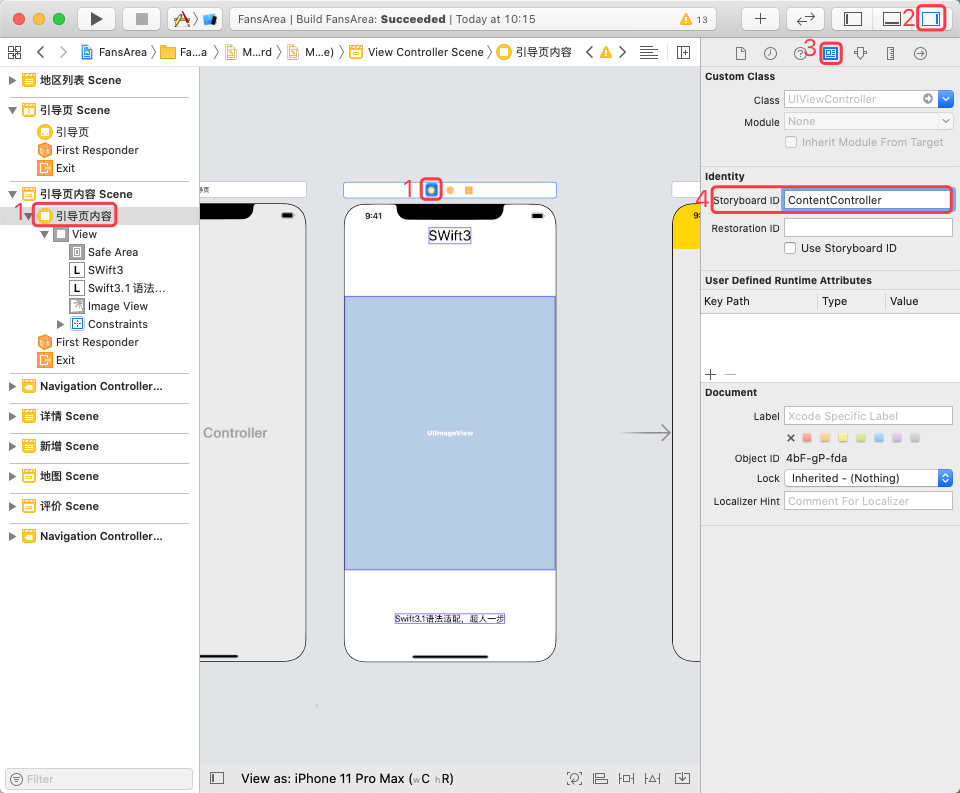 FansArea | Build FansArea: Succeeded | Today at 10:15
13
2
FansArea
Fa...a
M...rd
M...e)
View Controller Scene
引导页内容
3
地区列表 Scene
引导页 Scene
引导页
First Responder
Exit
引导页内容 Scene
1
引导页内容
View
Safe Area
L
SWift3
L
Swift3.1 语法...
Image View
Constraints
First Responder
Exit
Navigation Controller...
详情 Scene
新增 Scene
地图 Scene
评价 Scene
Navigation Controller...
Filter
1
9:41
SWift3
Controller
UIImageView
Swift3.1语法适配，超人一步
View as: iPhone 11 Pro Max (wC hR)
Custom Class
Class
UIViewController
Module
None
Inherit Module From Target
Identity
4
Storyboard ID
ContentController
Restoration ID
Use Storyboard ID
User Defined Runtime Attributes
Key Path
Type
Value
Document
Label
Xcode Specific Label
Object ID
4bF-gP-fda
Lock
Inherited - (Nothing)
Localizer Hint
Comment For Localizer